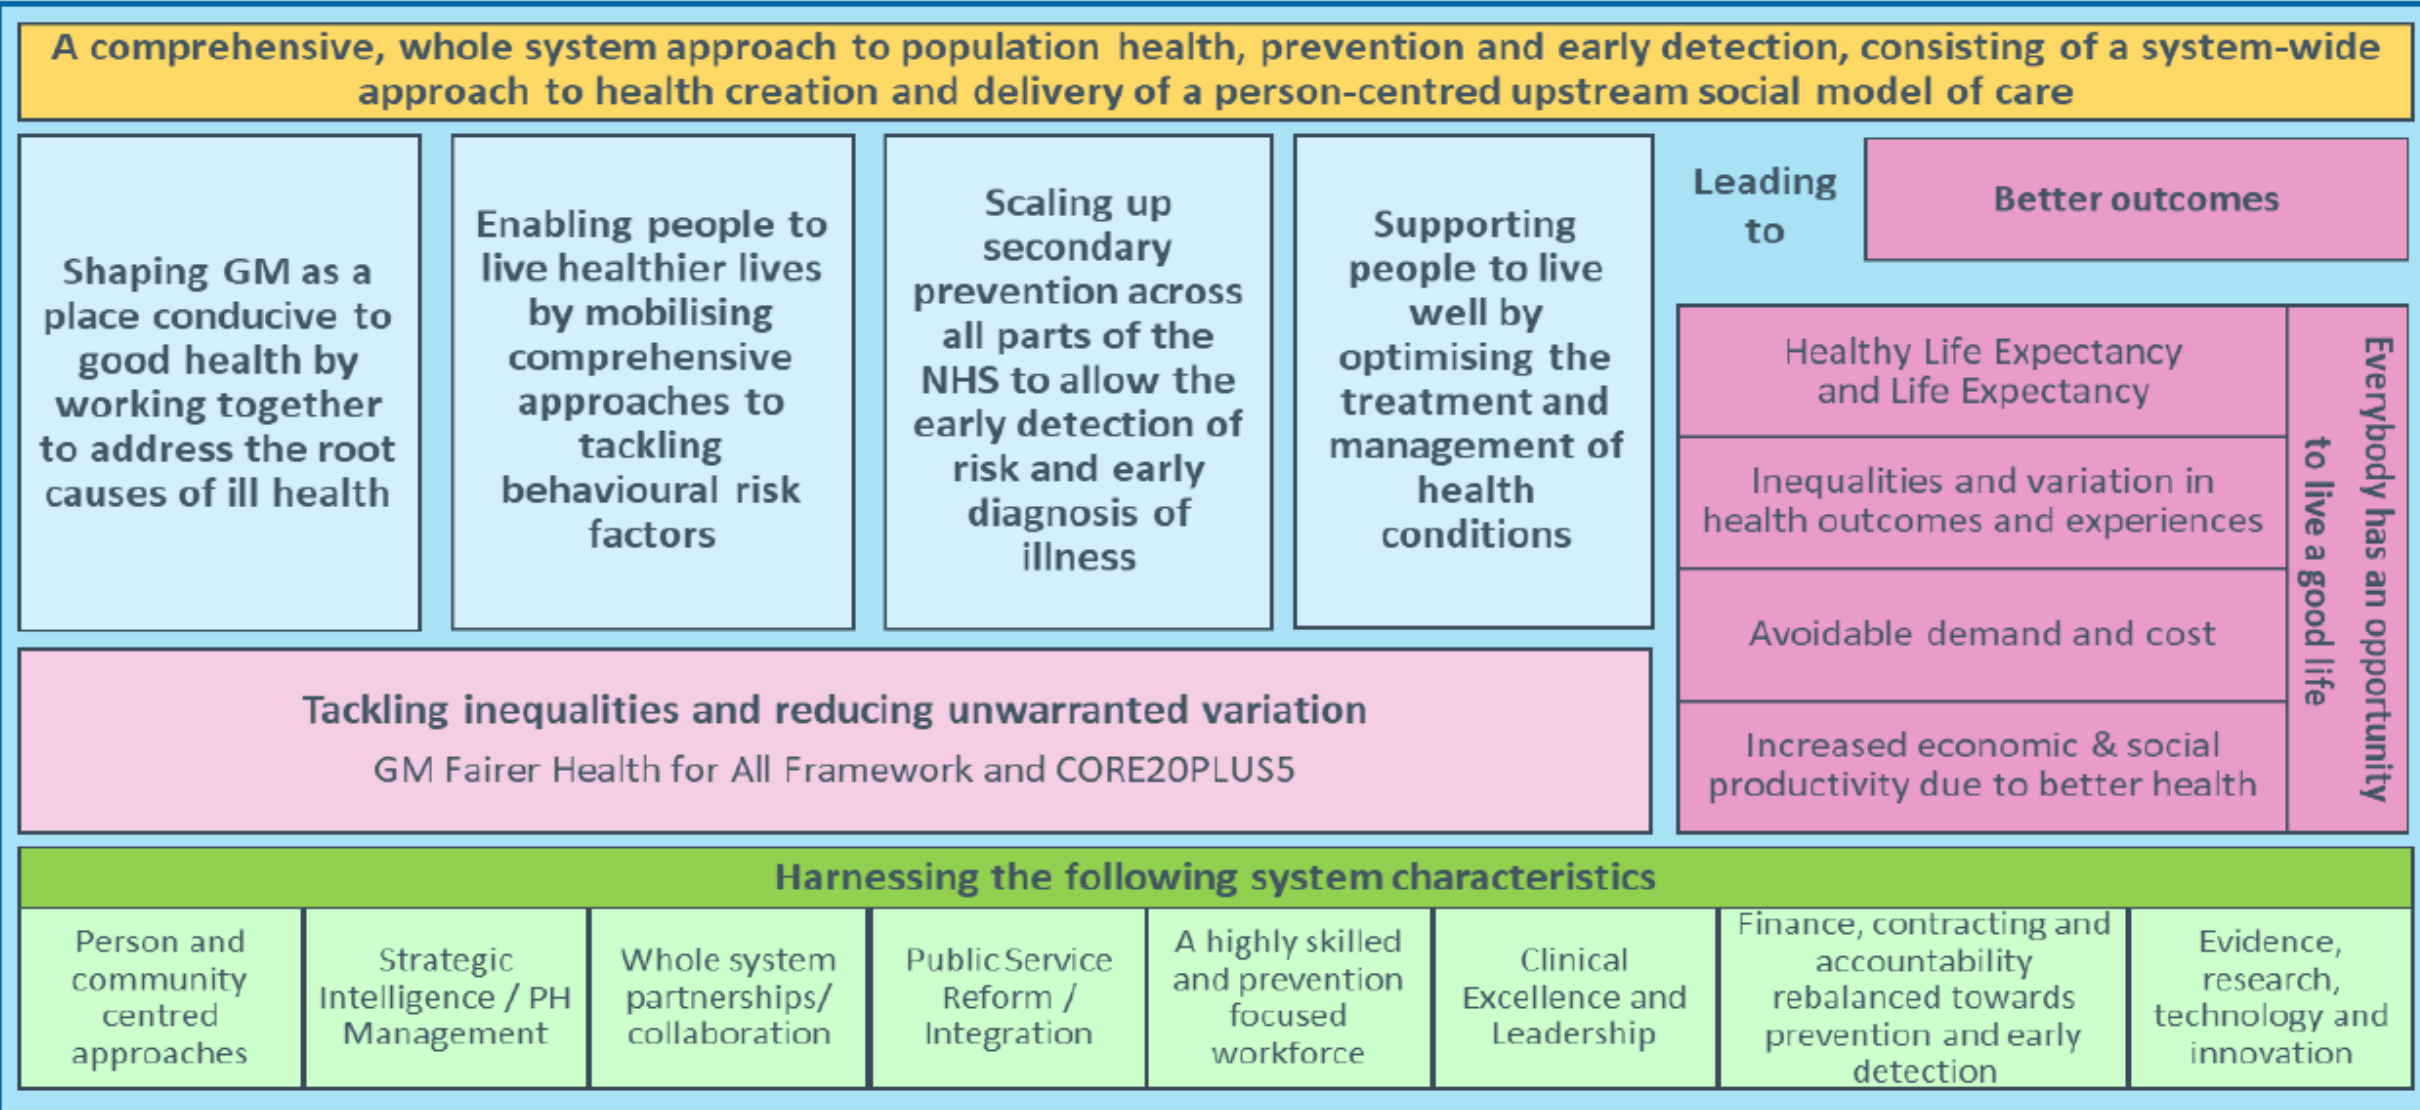 A comprehensive, whole system approach to population health, prevention and early detection, consisting of a system-wide
approach to health creation and delivery of a person-centred upstream social model of care
Shaping GM as a
place conducive to
good health by
working together
to address the root
causes of ill health
Enabling people to
live healthier lives
by mobilising
comprehensive
approaches to
tackling
behavioural risk
factors
Scaling up
secondary
prevention across
all parts of the
NHS to allow the
early detection of
risk and early
diagnosis of
illness
Supporting
people to live
well by
optimising the
treatment and
management of
health
conditions
Leading
to
Better outcomes
Healthy Life Expectancy
and Life Expectancy
Inequalities and variation in
health outcomes and experiences
Avoidable demand and cost
Increased economic & social
productivity due to better health
Everybody has an opportunity
to live a good life
Tackling inequalities and reducing unwarranted variation
GM Fairer Health for All Framework and CORE20PLUS5
Harnessing the following system characteristics
Person and
community
centred
approaches
Strategic
Intelligence / PH
Management
Whole system
partnerships/
collaboration
Public Service
Reform /
Integration
A highly skilled
and prevention
focused
workforce
Clinical
Excellence and
Leadership
Finance, contracting and
accountability
rebalanced towards
prevention and early
detection
Evidence,
research,
technology and
innovation